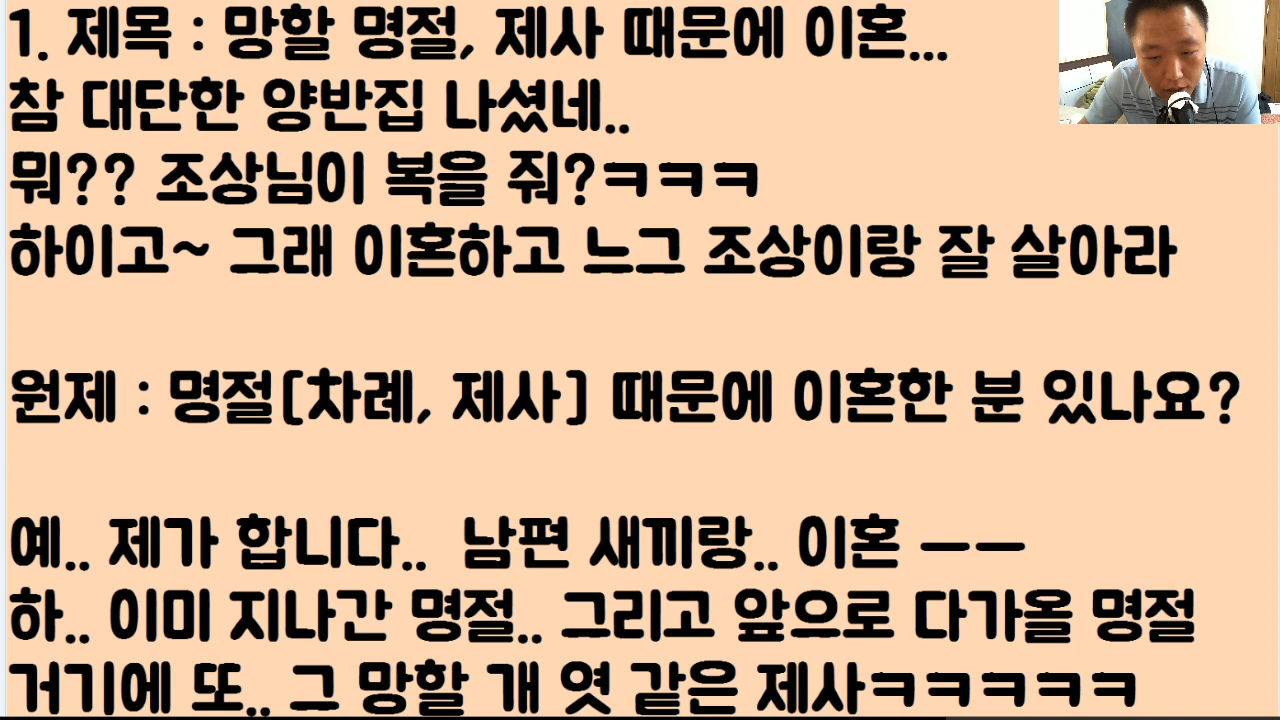 1. 제목 : 망할 명절, 제사 때문에 이혼...
참 대단한 양반집 나셨네..
뭐?? 조상님이 복을 줘?ㅋㅋㅋ
하이고~ 그래 이혼하고 느그 조상이랑 잘 살아라
원제 : 명절[차례, 제사] 때문에 이혼한 분 있나요?
예.. 제가 합니다.. 남편 새끼랑.. 이혼 ㅡㅡ
하.. 이미 지나간 명절.. 그리고 앞으로 다가올 명절
거기에 또.. 그 망할 개 엿 같은 제사ㅋㅋㅋㅋㅋ